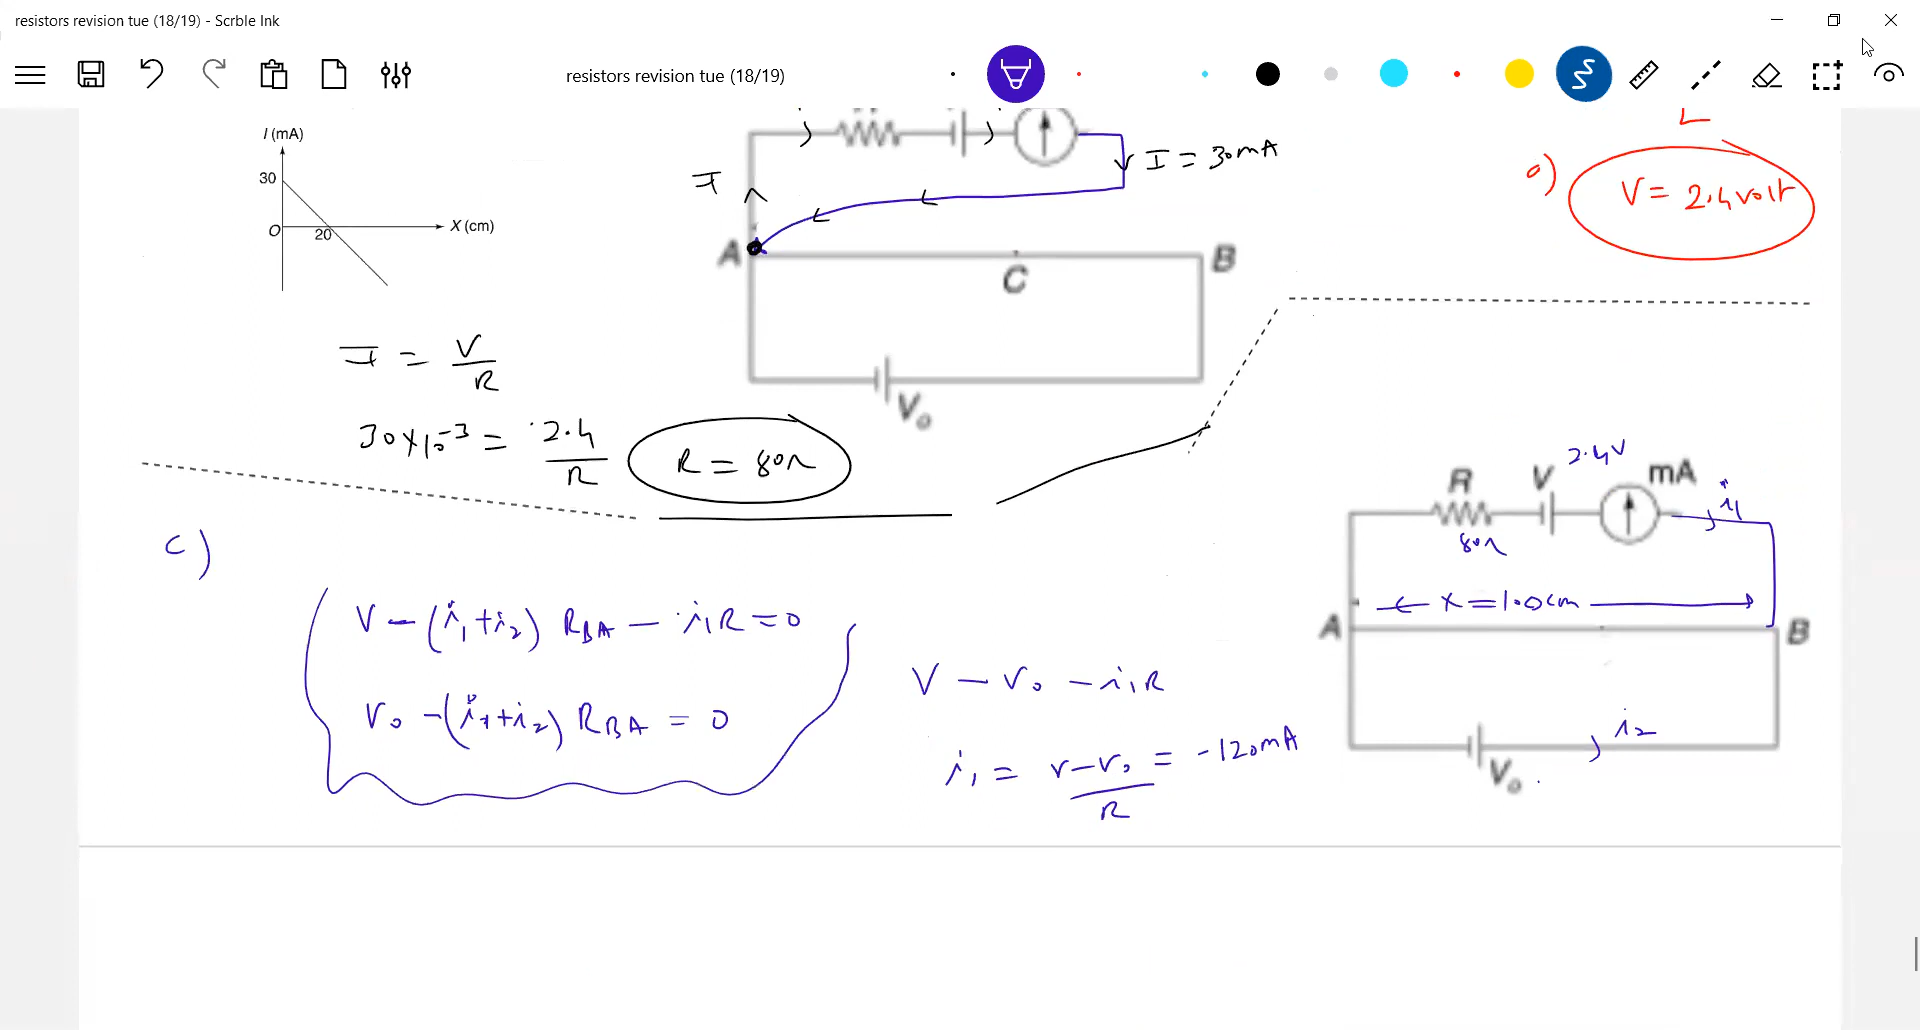 resistors revision tue (18/19) - Scrble Ink
resistors revision tue (18/19)
I (mA)
30
O
20
X (cm)
I
I = 30mA
A
C
B
V₀
a)
V = 2.4volt
I = V/R
30×10⁻³ = 2.4/R
R = 80Ω
c)
V - (i₁+i₂) R_BA - i₁R = 0
V₀ - (i₁+i₂) R_BA = 0
V - V₀ - i₁R
i₁ = V-V₀/R = -120mA
R
V
2.4V
mA
i₁
80Ω
x = 100cm
A
B
i₂
V₀